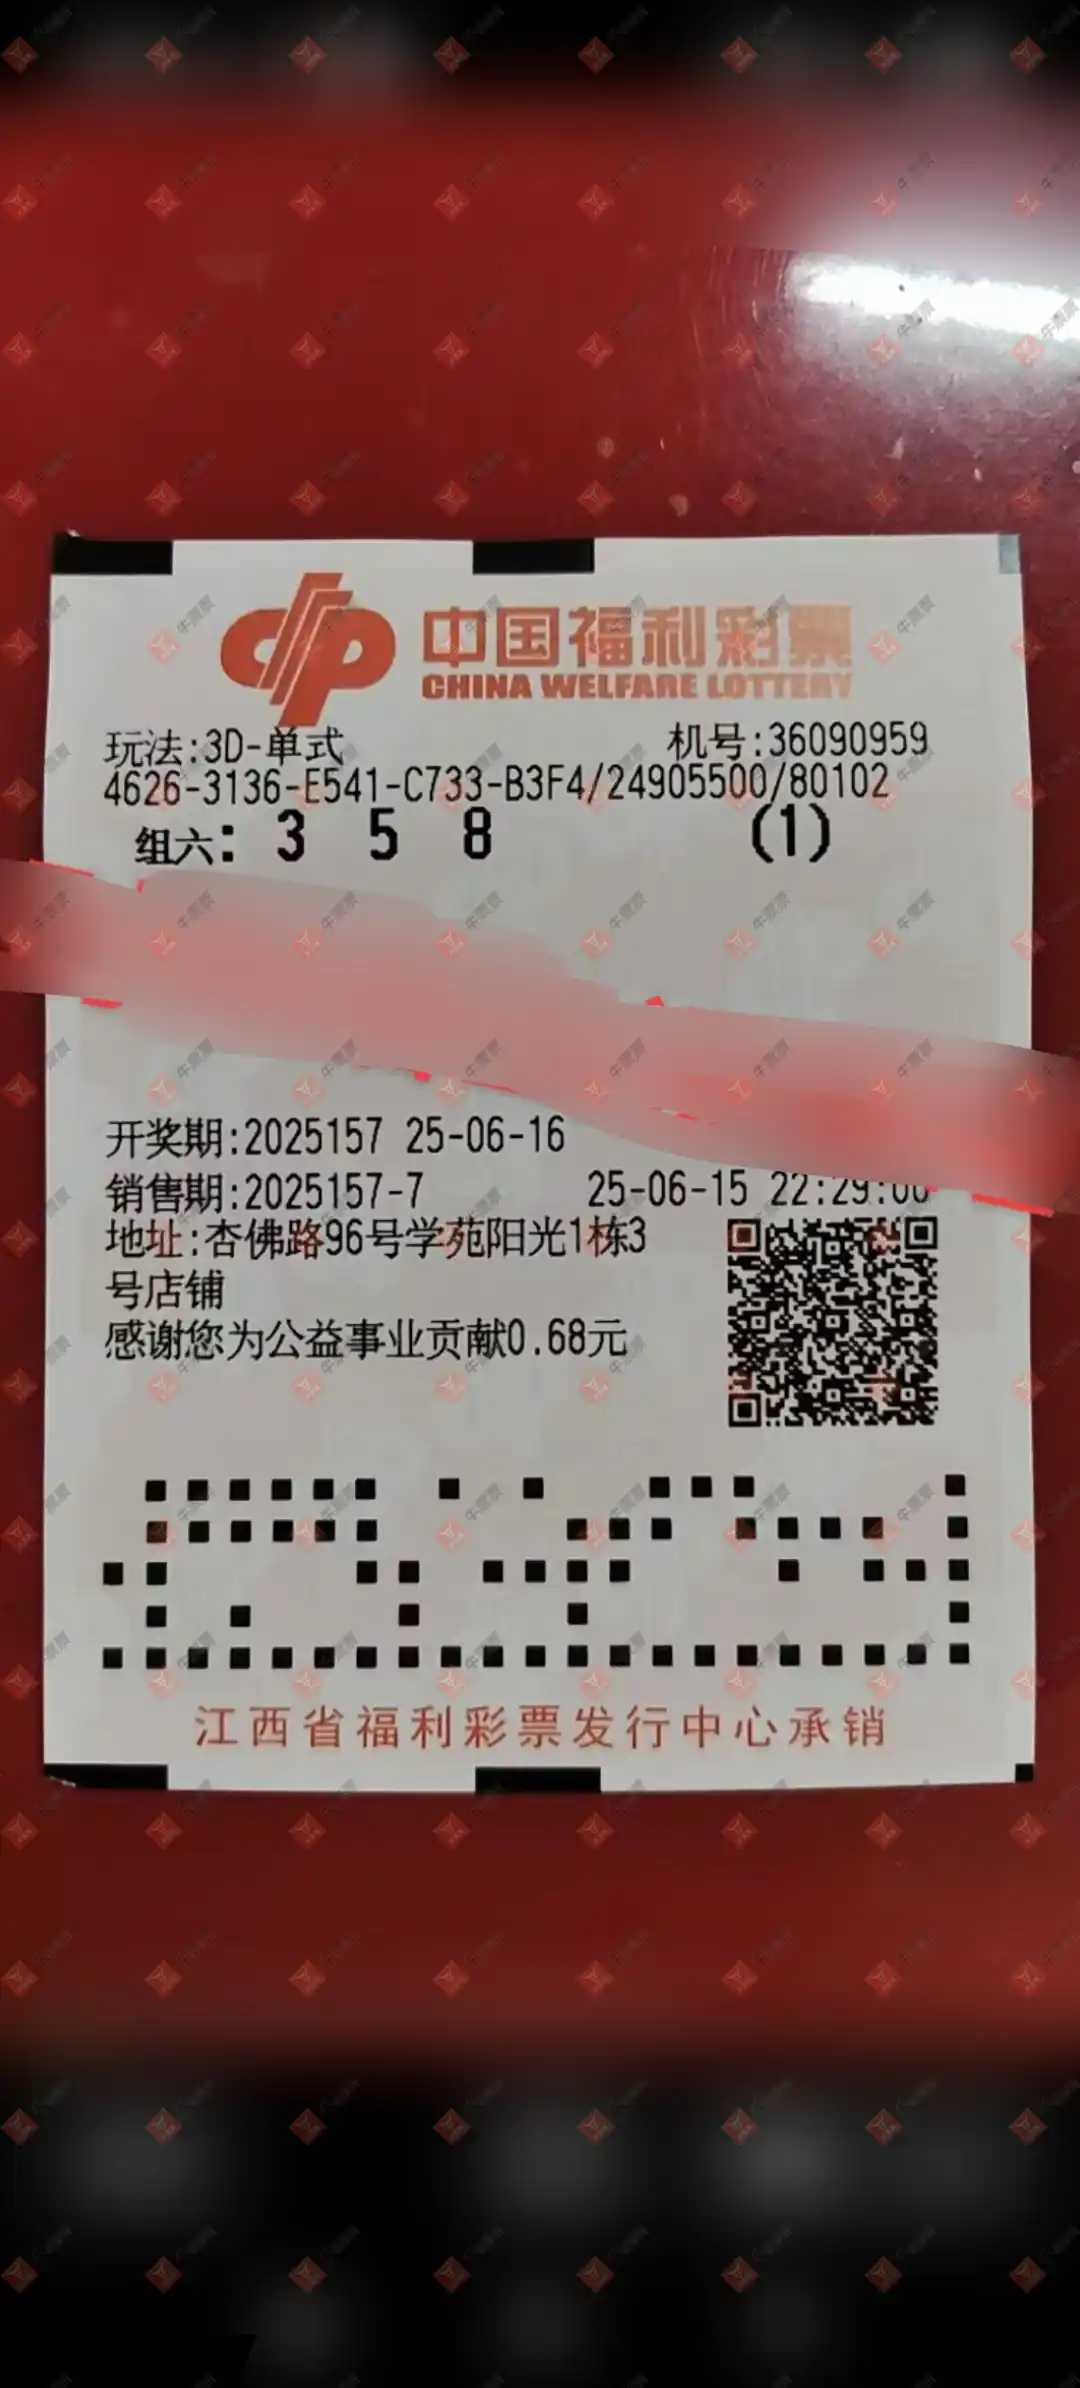 中国福利彩票
CHINA WELFARE LOTTERY
玩法:3D-单式 机号:36090959
4626-3136-E541-C733-B3F4/24905500/80102
组六: 3 5 8 (1)
开奖期:2025157 25-06-16
销售期:2025157-7 25-06-15 22:29:
地址:杏佛路96号学苑阳光1栋3
号店铺
感谢您为公益事业贡献0.68元
江西省福利彩票发行中心承销